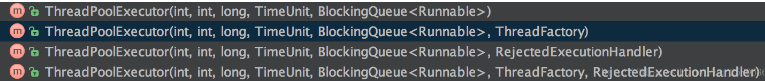 m ThreadPoolExecutor(int, int, long, TimeUnit, BlockingQueue<Runnable>)
m ThreadPoolExecutor(int, int, long, TimeUnit, BlockingQueue<Runnable>, ThreadFactory)
m ThreadPoolExecutor(int, int, long, TimeUnit, BlockingQueue<Runnable>, RejectedExecutionHandler)
m ThreadPoolExecutor(int, int, long, TimeUnit, BlockingQueue<Runnable>, ThreadFactory, RejectedExecutionHandler)